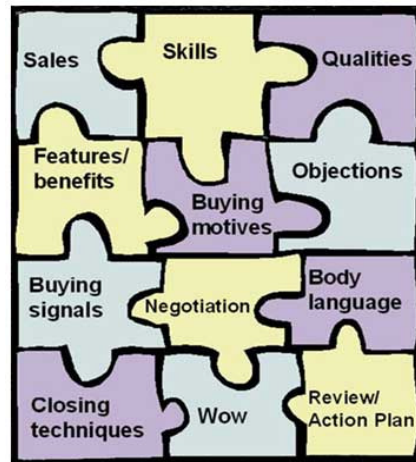 Sales
Skills
Qualities
Features/
benefits
Buying
motives
Objections
Buying
signals
Negotiation
Body
language
Closing
techniques
Wow
Review/
Action Plan